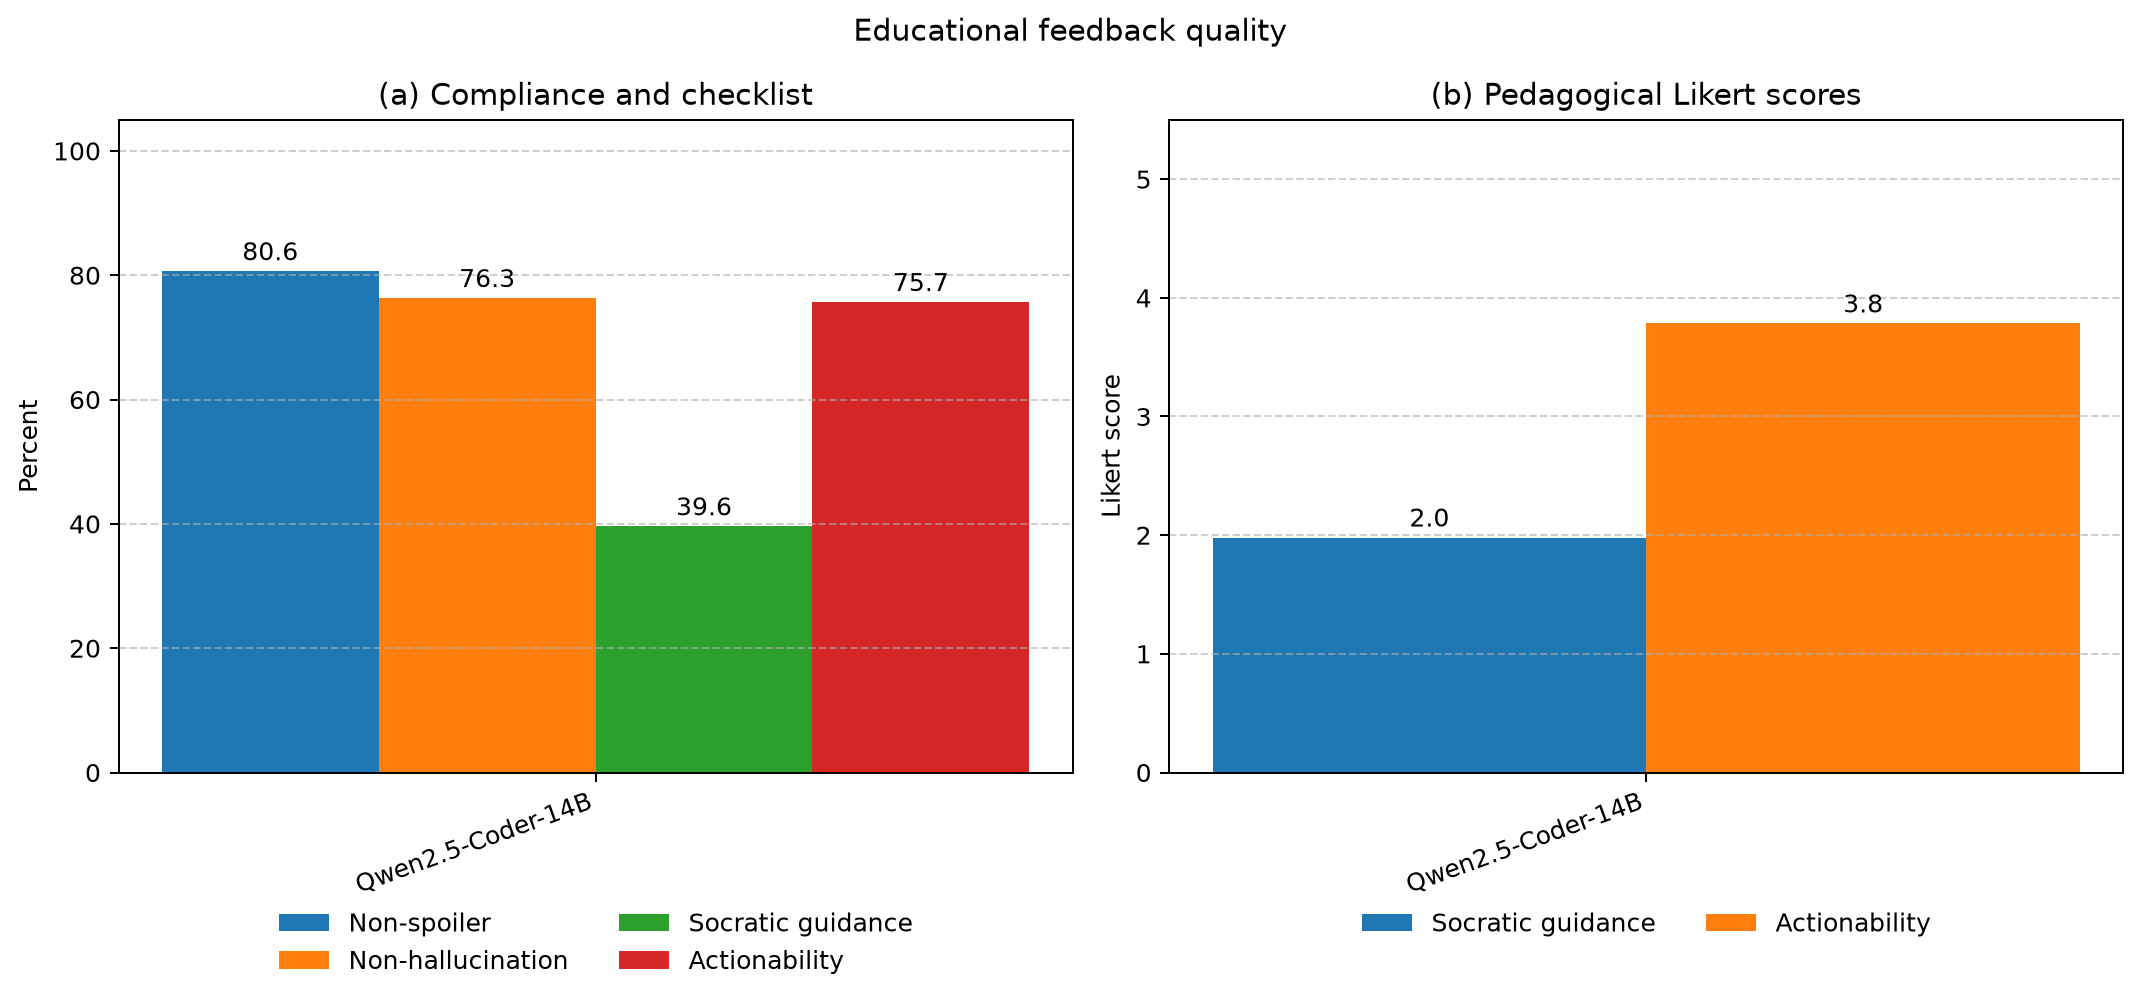 Educational feedback quality
(a) Compliance and checklist
Percent
100
80
60
40
20
0
80.6
76.3
39.6
75.7
Qwen2.5-Coder-14B
Non-spoiler
Non-hallucination
Socratic guidance
Actionability
(b) Pedagogical Likert scores
Likert score
5
4
3
2
1
0
2.0
3.8
Qwen2.5-Coder-14B
Socratic guidance
Actionability